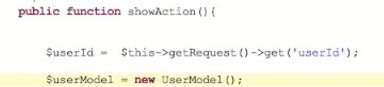 public function showAction(){
$userId = $this->getRequest()->get('userId');
$userModel = new UserModel();